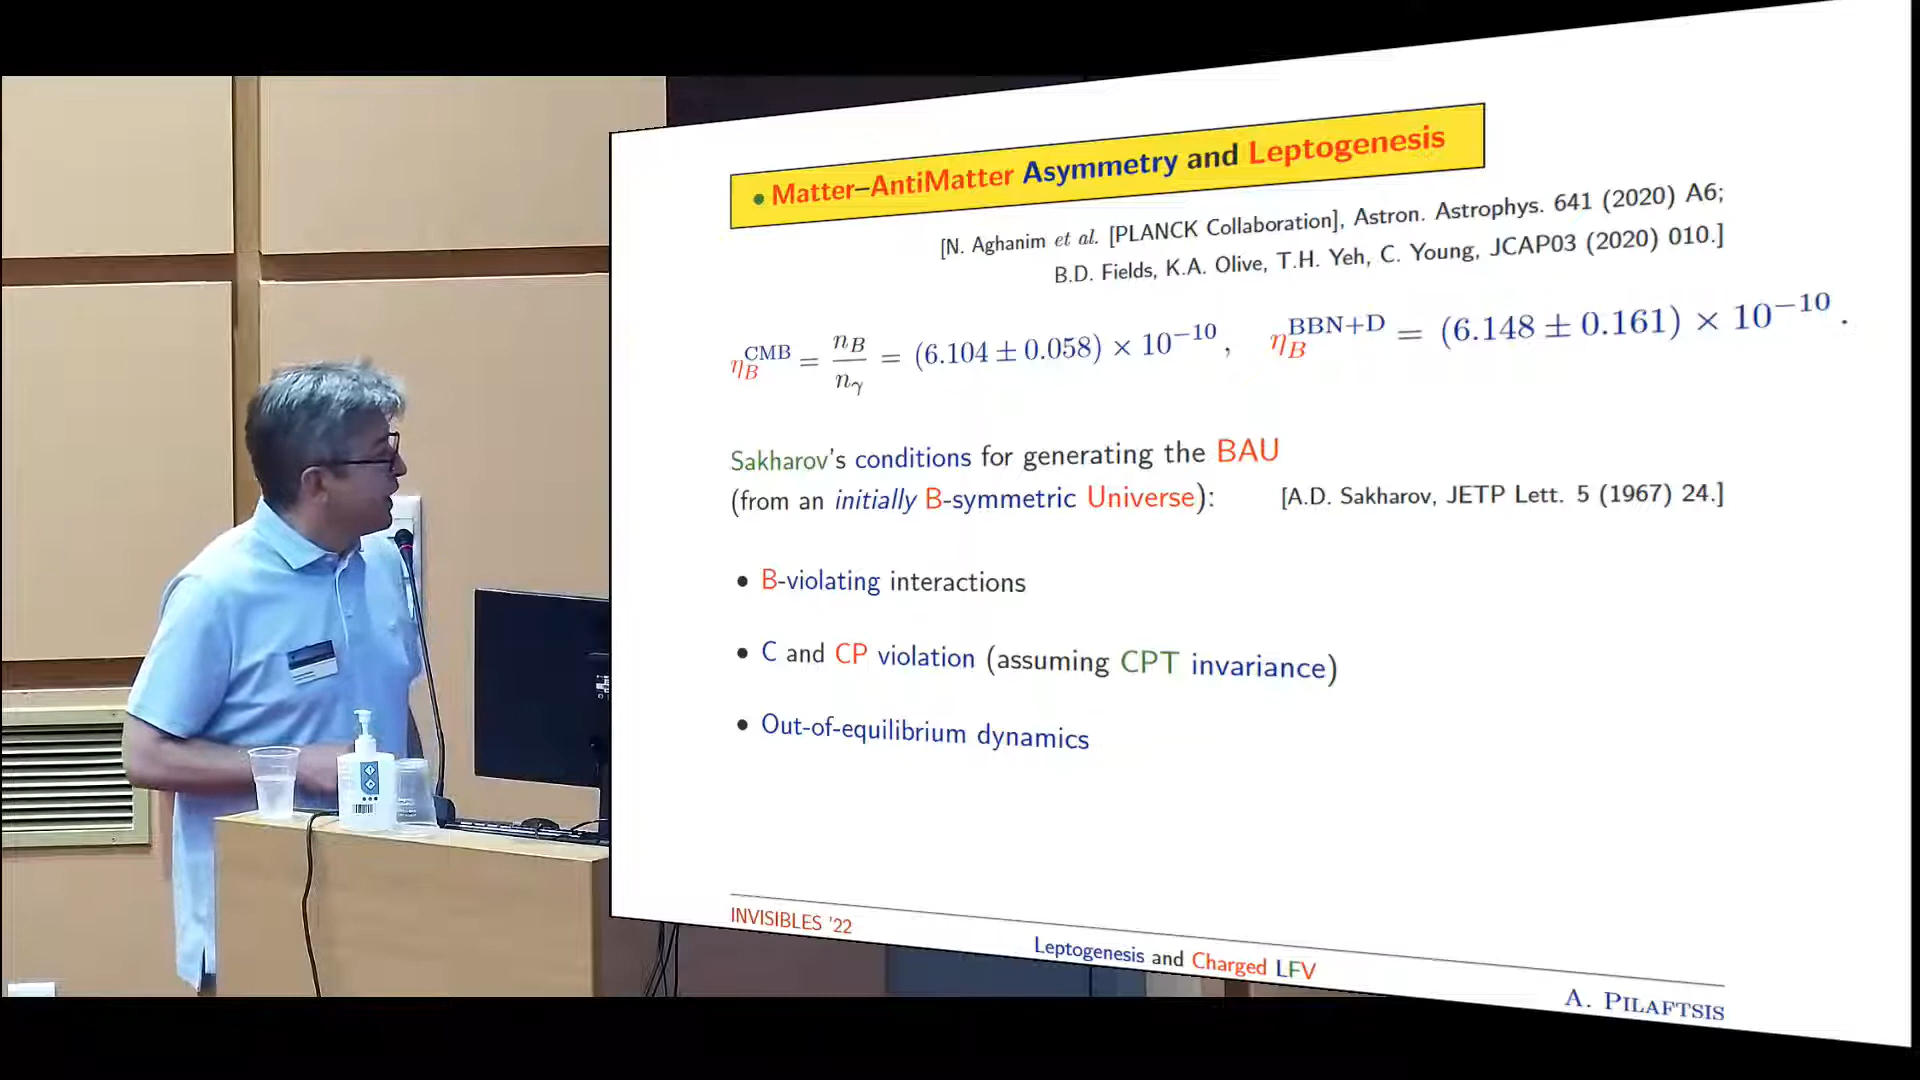 • Matter–AntiMatter Asymmetry and Leptogenesis
[N. Aghanim et al. [PLANCK Collaboration], Astron. Astrophys. 641 (2020) A6;
B.D. Fields, K.A. Olive, T.H. Yeh, C. Young, JCAP03 (2020) 010.]
η_B^CMB = n_B/n_γ = (6.104 ± 0.058) × 10^−10 , η_B^BBN+D = (6.148 ± 0.161) × 10^−10 .
Sakharov's conditions for generating the BAU
(from an initially B-symmetric Universe): [A.D. Sakharov, JETP Lett. 5 (1967) 24.]
• B-violating interactions
• C and CP violation (assuming CPT invariance)
• Out-of-equilibrium dynamics
INVISIBLES '22
Leptogenesis and Charged LFV
A. PILAFTSIS